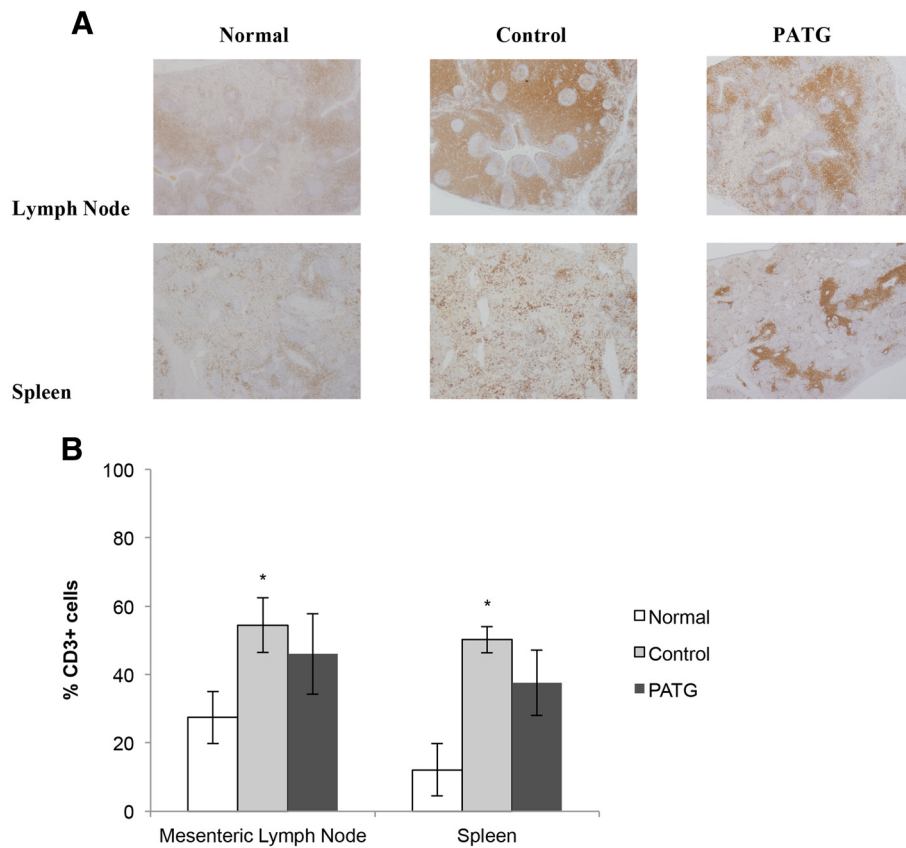 A
Normal Control PATG
Lymph Node
Spleen
B
100
80
60
40
20
0
% CD3+ cells
*
*
Mesenteric Lymph Node Spleen
Normal
Control
PATG